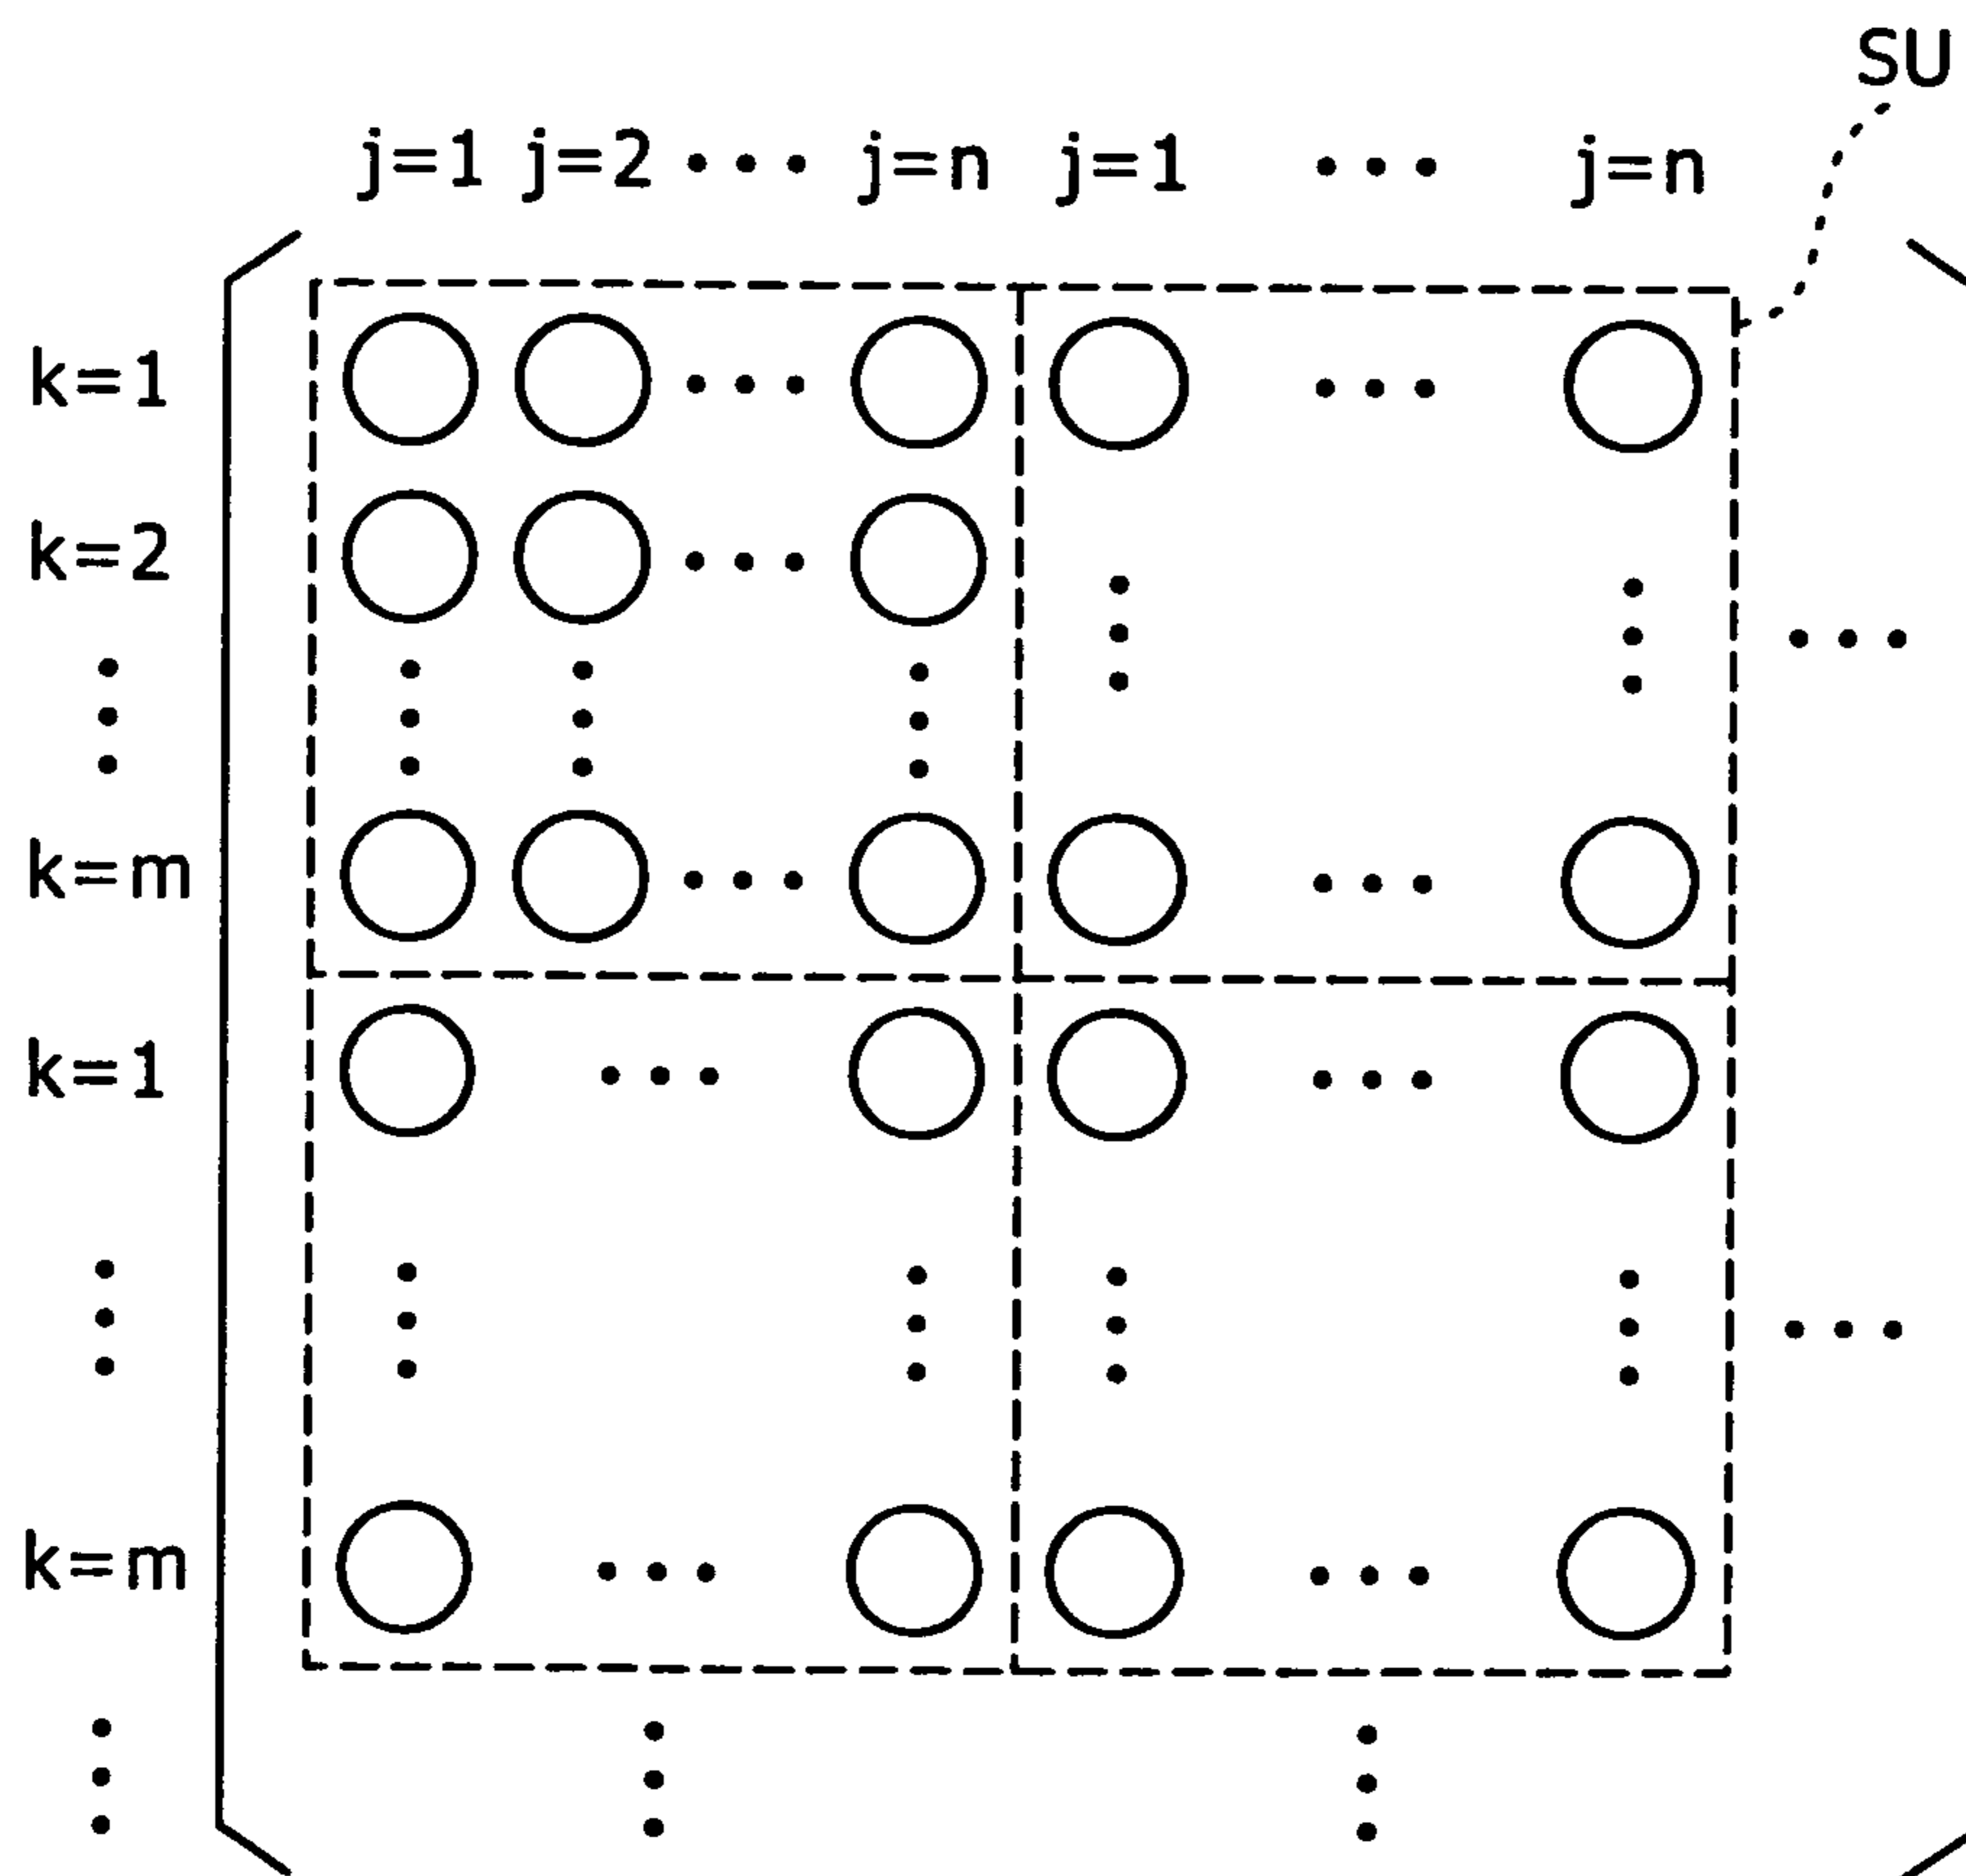 SU
j=1 j=2 ••• j=n j=1 ••• j=n
k=1
k=2
k=m
k=1
k=m